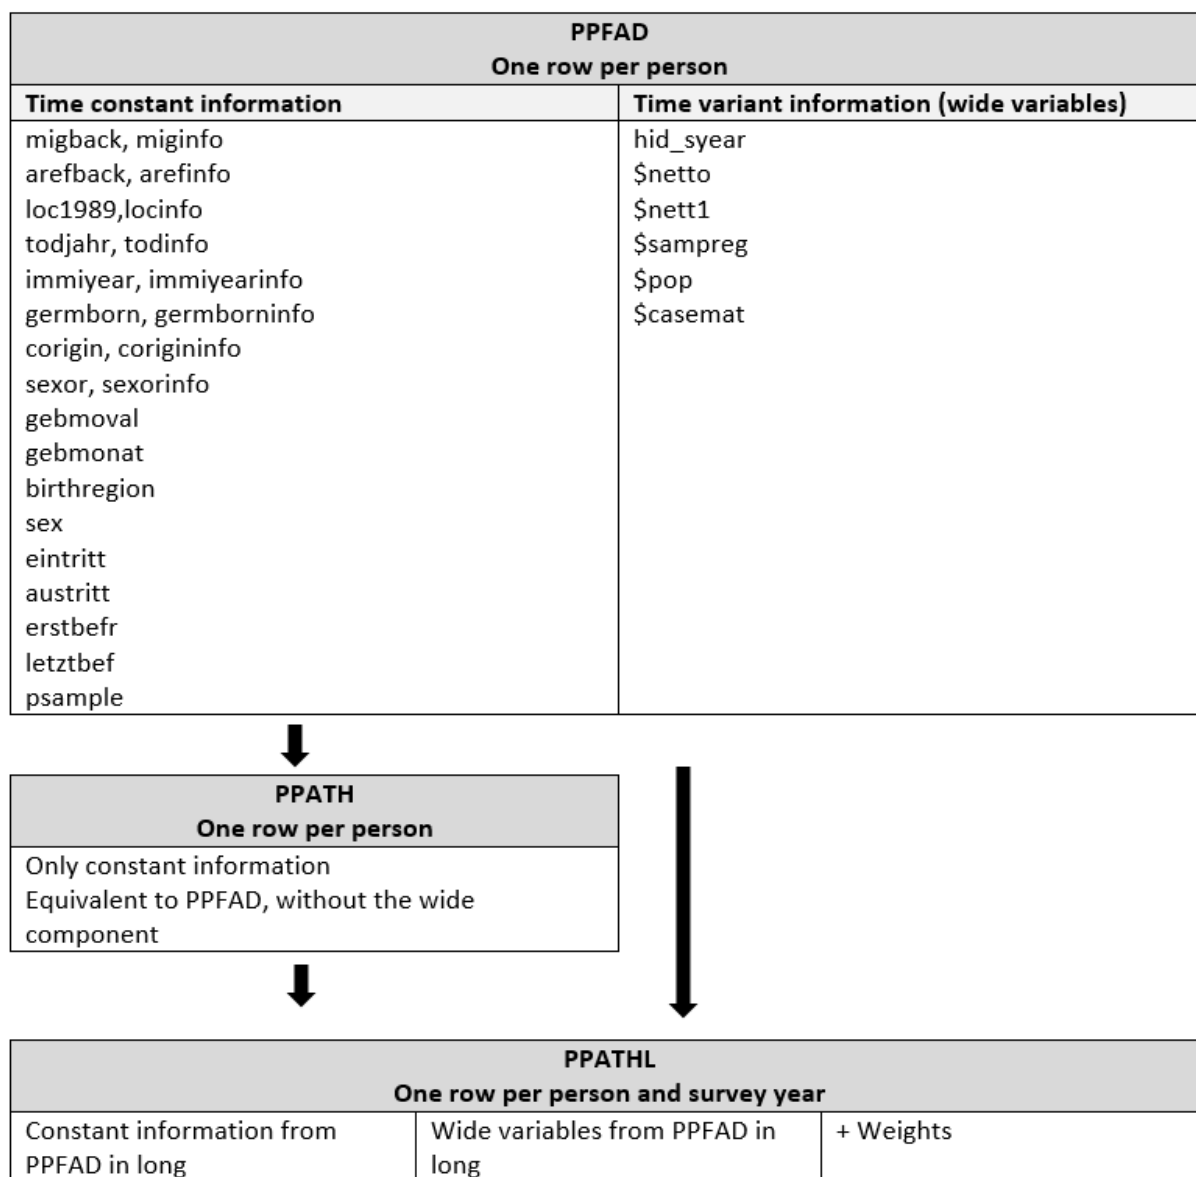 PPFAD
One row per person
Time constant information
Time variant information (wide variables)
migback, miginfo
arefback, arefinfo
loc1989,locinfo
todjahr, todinfo
immiyear, immiyearinfo
germborn, germborninfo
corigin, corigininfo
sexor, sexorinfo
gebmoval
gebmonat
birthregion
sex
eintritt
austritt
erstbefr
letztbef
psample
hid_syear
$netto
$nett1
$sampreg
$pop
$casemat
PPATH
One row per person
Only constant information
Equivalent to PPFAD, without the wide
component
PPATHL
One row per person and survey year
Constant information from
PPFAD in long
Wide variables from PPFAD in
long
+ Weights